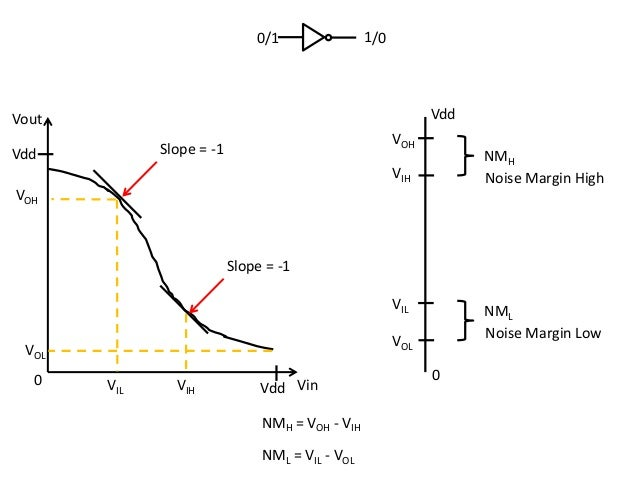 0/1 1/0
Vout
Vdd
Slope = -1
VOH
Slope = -1
VOL
0
VIL VIH Vdd Vin
Vdd
VOH
NMH
VIH
Noise Margin High
VIL
NML
Noise Margin Low
VOL
0
NMH = VOH - VIH
NML = VIL - VOL